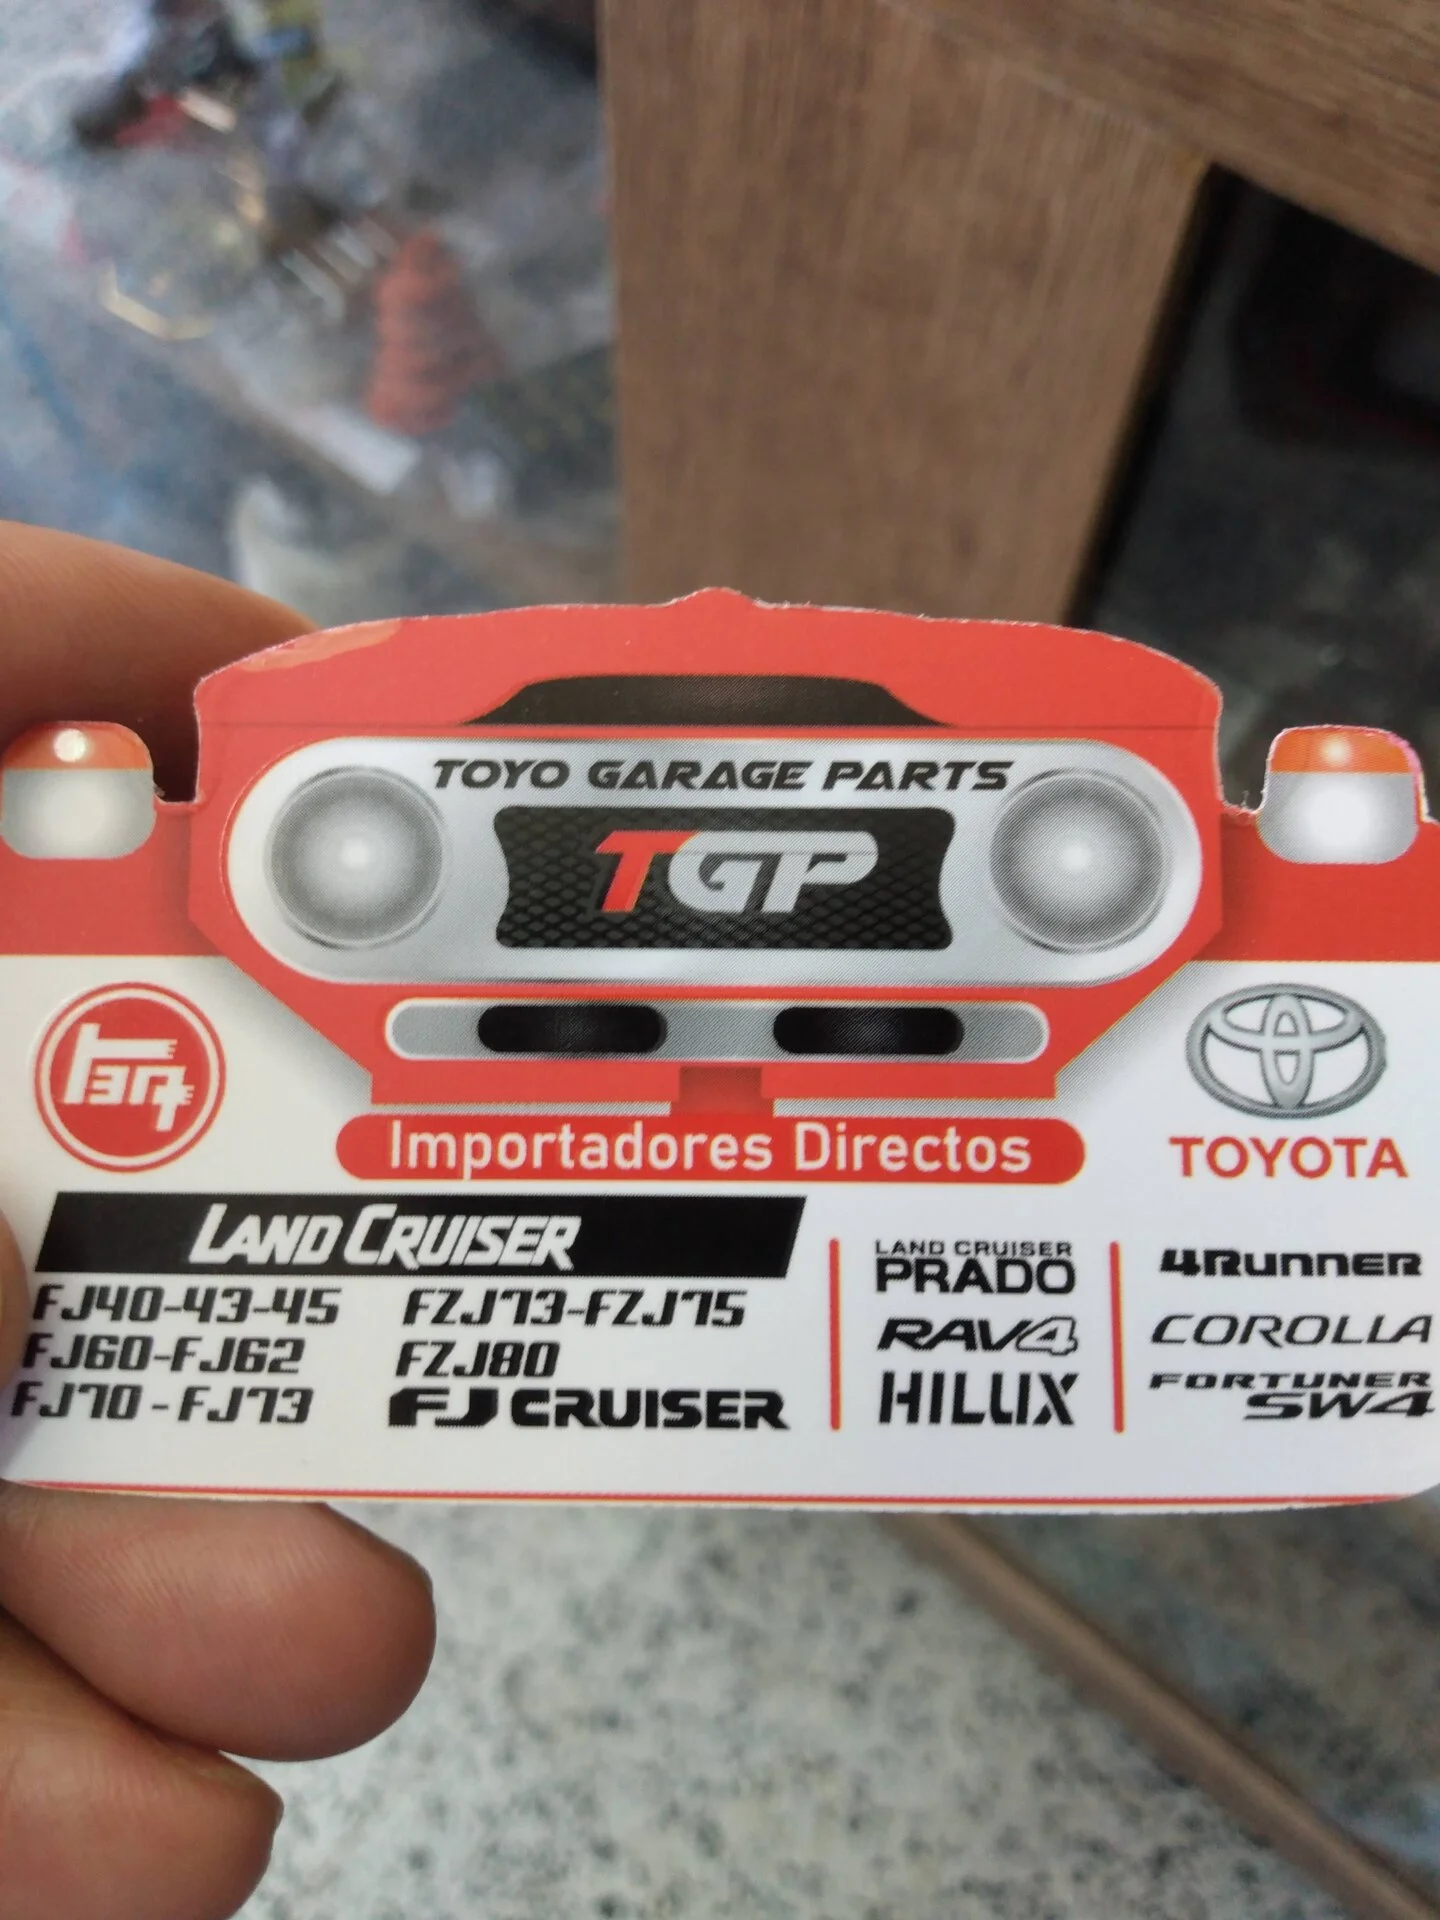 TOYO GARAGE PARTS
TGP
TEQ
Importadores Directos
TOYOTA
LAND CRUISER
FJ40-43-45
FJ60-FJ62
FJ70-FJ73
FZJ73-FZJ75
FZJ80
FJ CRUISER
LAND CRUISER
PRADO
RAV4
HILUX
4RUNNER
COROLLA
FORTUNER
SW4